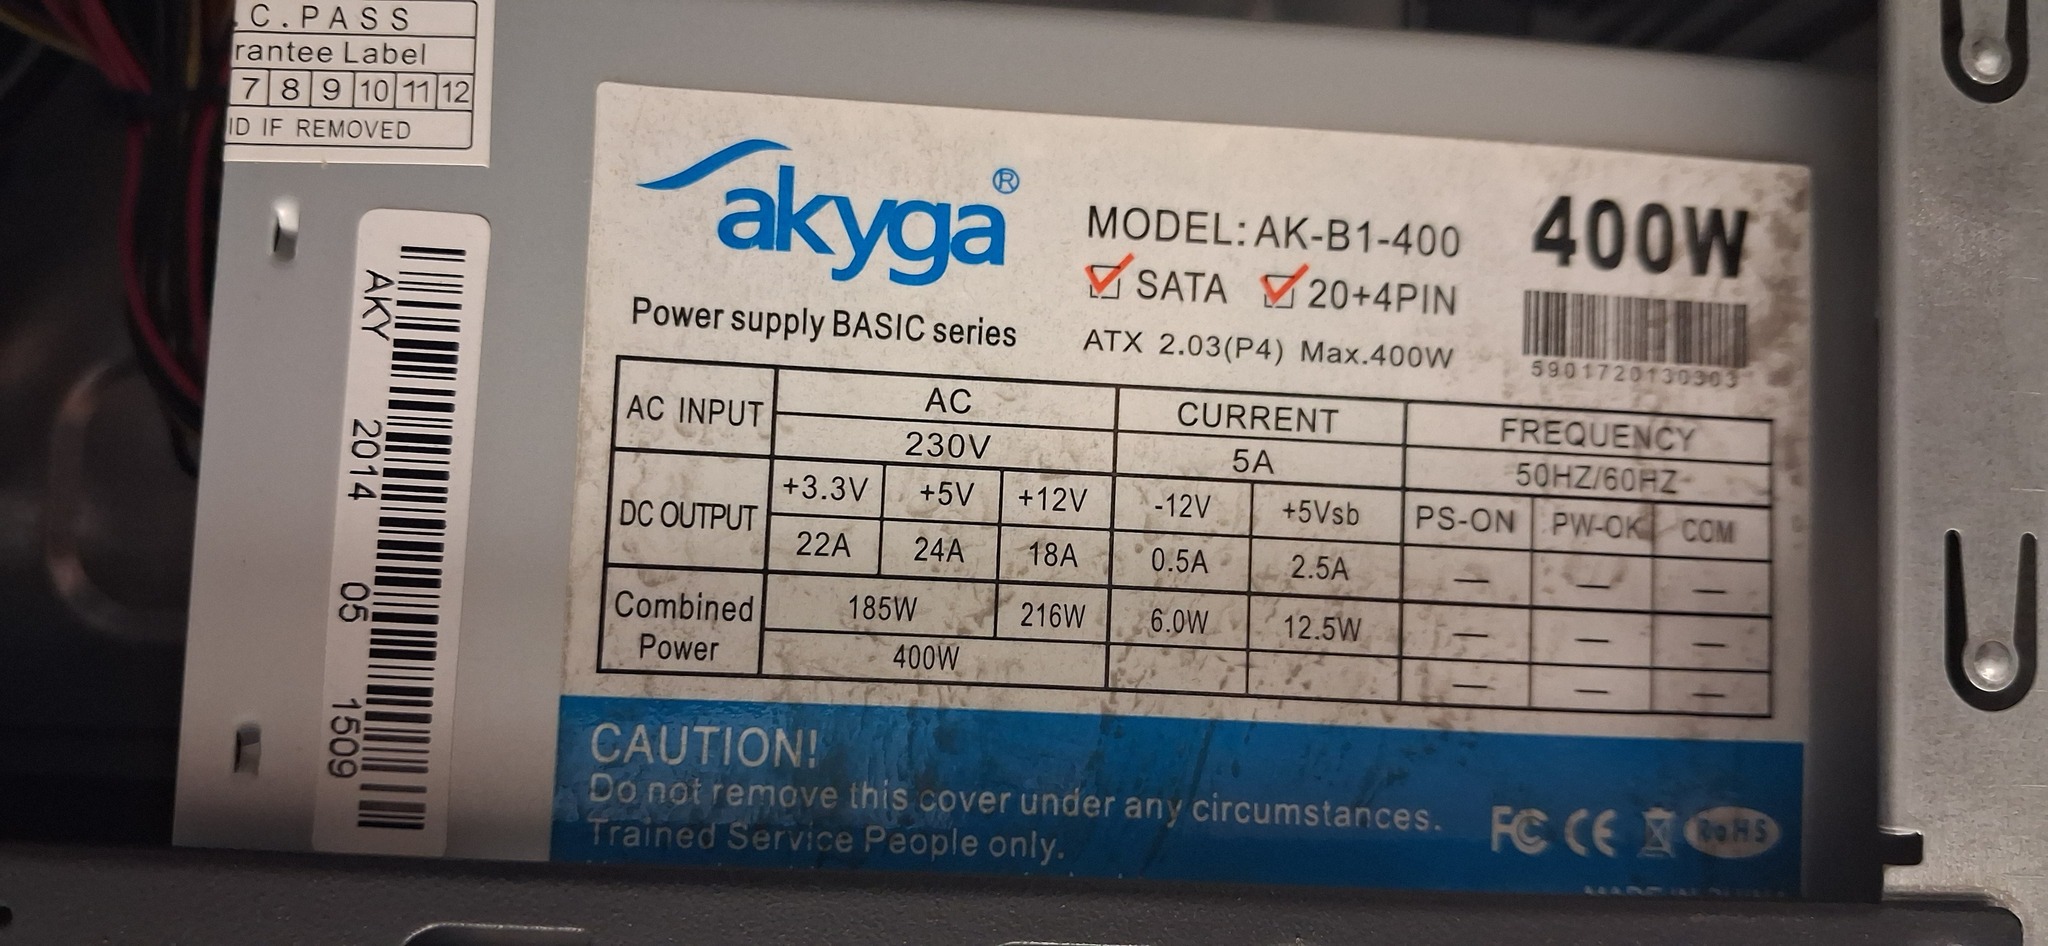 C.PASS
rantee Label
7 8 9 10 11 12
ID IF REMOVED
AKY 2014 05 1509
akyga®
Power supply BASIC series
MODEL: AK-B1-400
SATA 20+4PIN
ATX 2.03(P4) Max.400W
400W
5901720130303
AC INPUT AC CURRENT FREQUENCY
230V 5A 50HZ/60HZ
DC OUTPUT +3.3V +5V +12V -12V +5Vsb PS-ON PW-OK COM
22A 24A 18A 0.5A 2.5A — — —
Combined Power 185W 216W 6.0W 12.5W — — —
400W — — —
CAUTION!
Do not remove this cover under any circumstances.
Trained Service People only.
FC CE RoHS